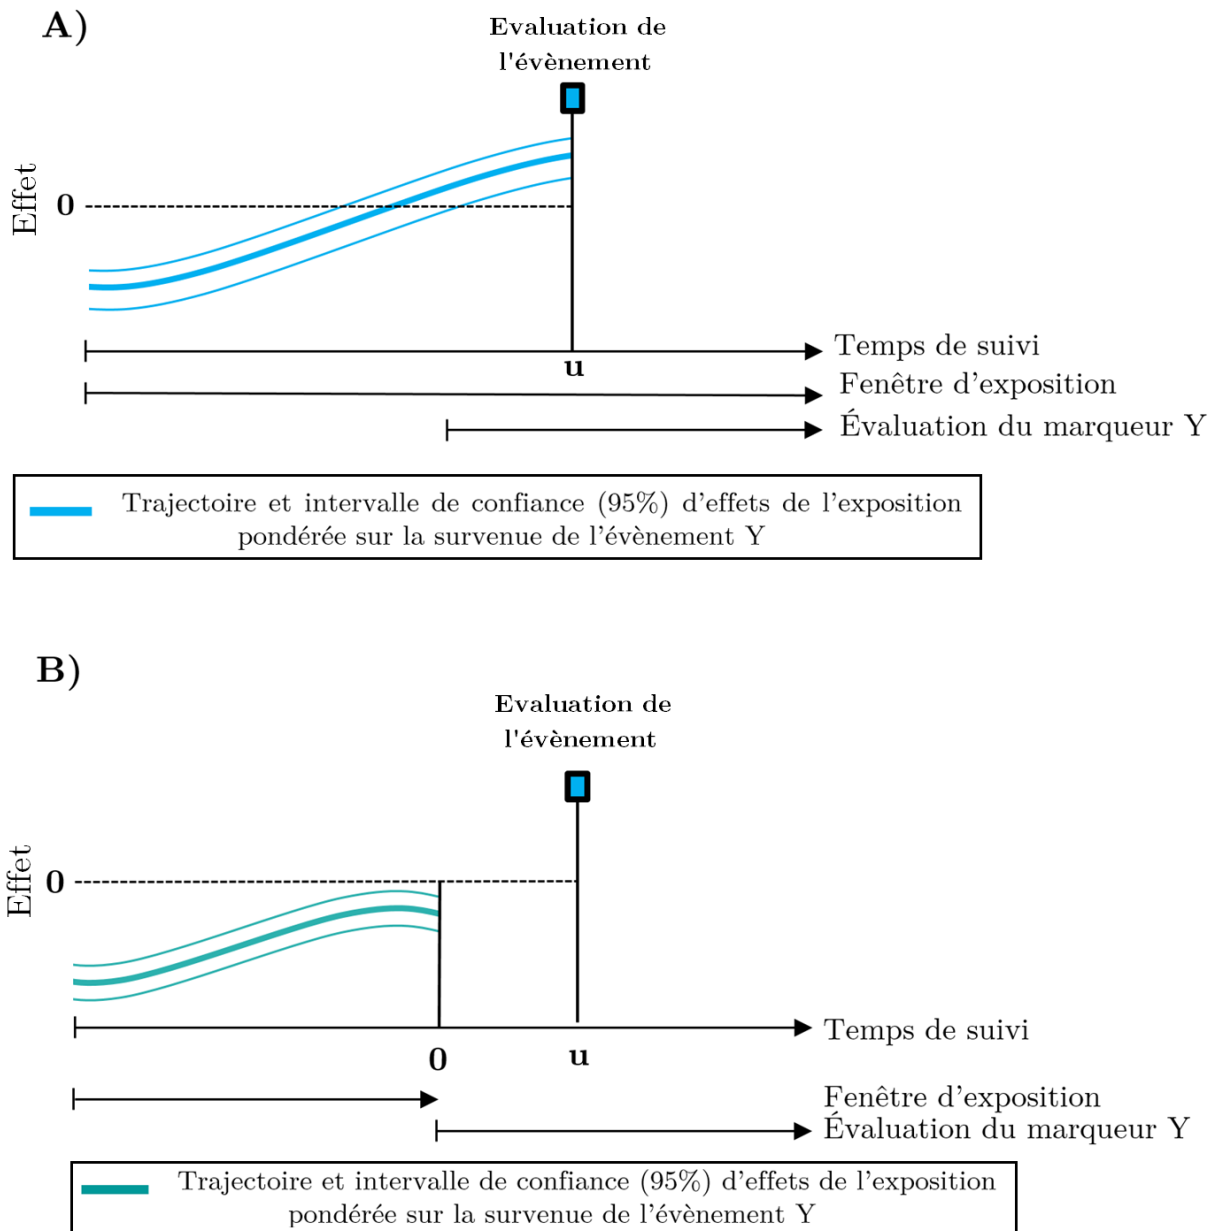 A)
Evaluation de
l'évènement
Effet
0
u
Temps de suivi
Fenêtre d'exposition
Évaluation du marqueur Y
Trajectoire et intervalle de confiance (95%) d'effets de l'exposition
pondérée sur la survenue de l'évènement Y
B)
Evaluation de
l'évènement
Effet
0
0
u
Temps de suivi
Fenêtre d'exposition
Évaluation du marqueur Y
Trajectoire et intervalle de confiance (95%) d'effets de l'exposition
pondérée sur la survenue de l'évènement Y